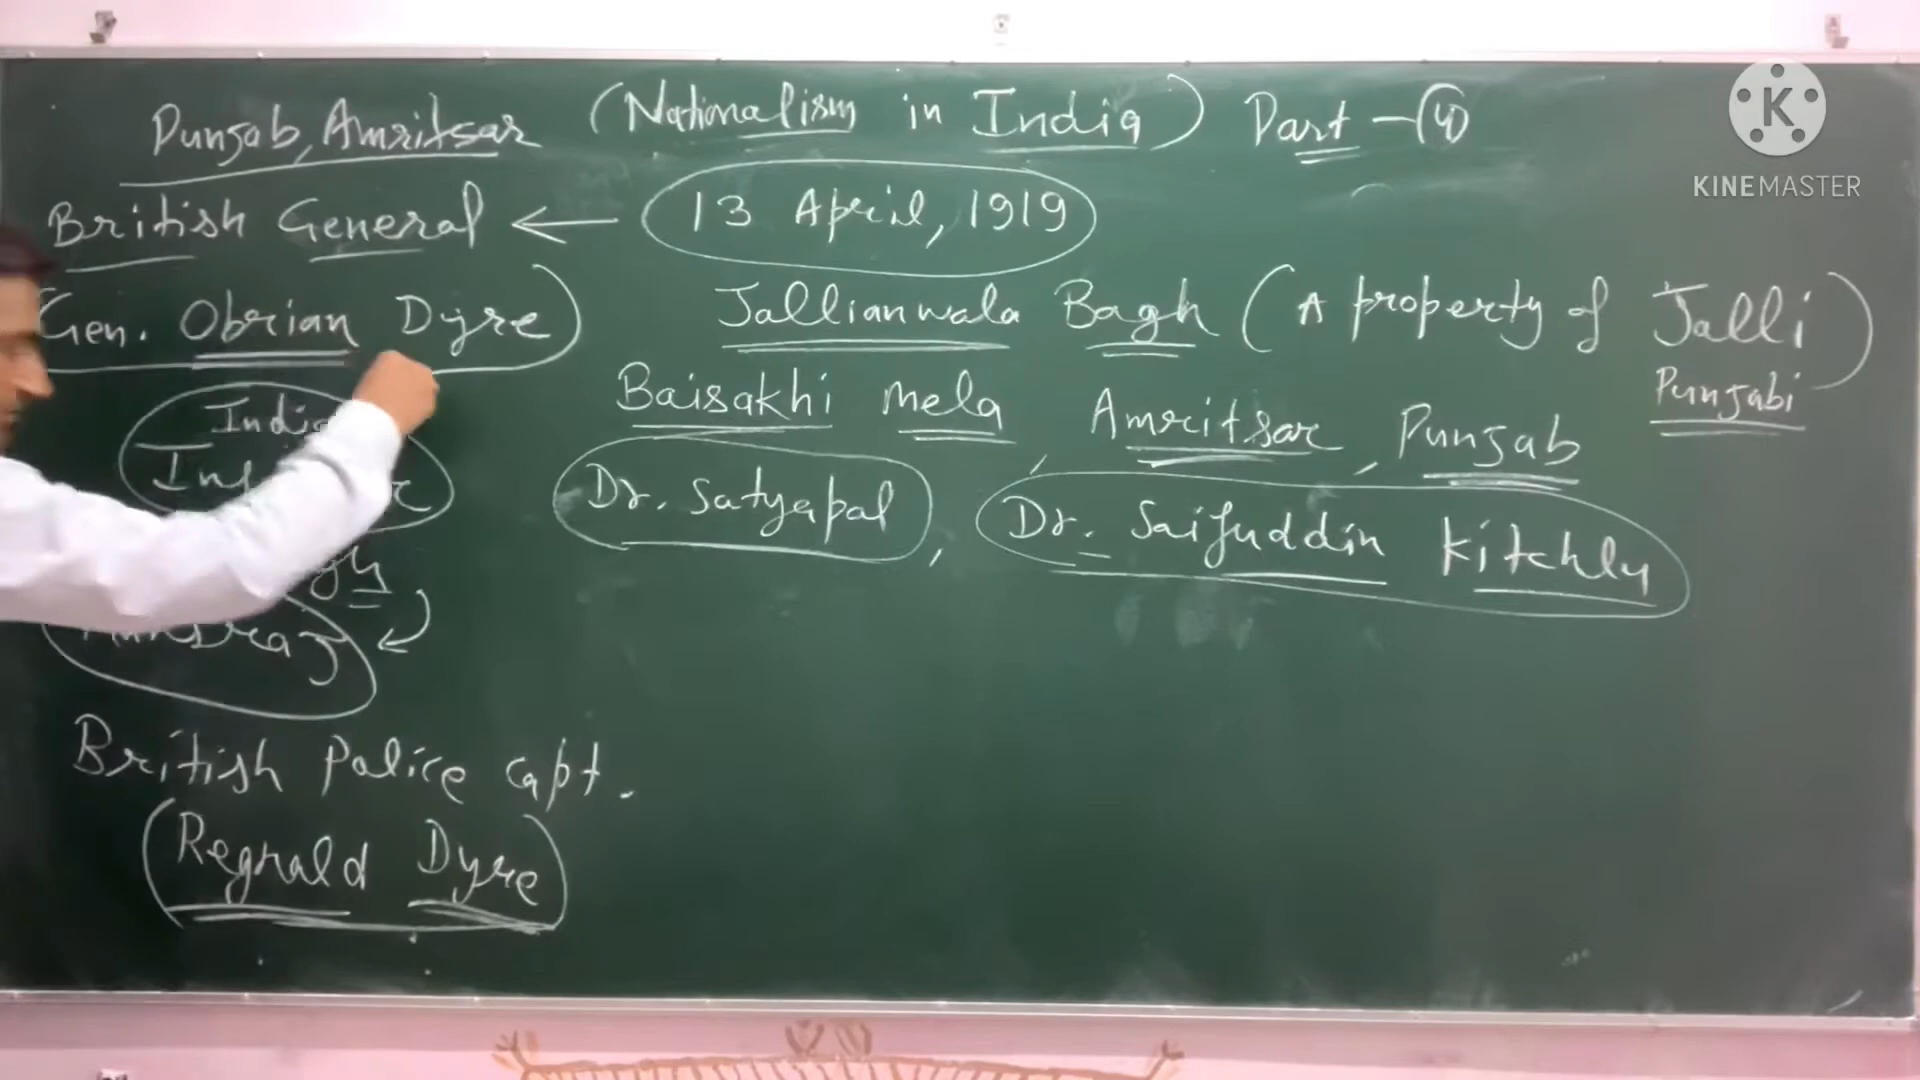 Punjab, Amritsar (Nationalism in India) Part - 4
British General ← 13 April, 1919
Gen. Obrian Dyre
Jallianwala Bagh (A property of Jalli)
Punjabi
Baisakhi Mela, Amritsar, Punjab
Dr. Satyapal, Dr. Saifuddin Kitchly
British Police Capt.
Regnald Dyre
K
KINEMASTER